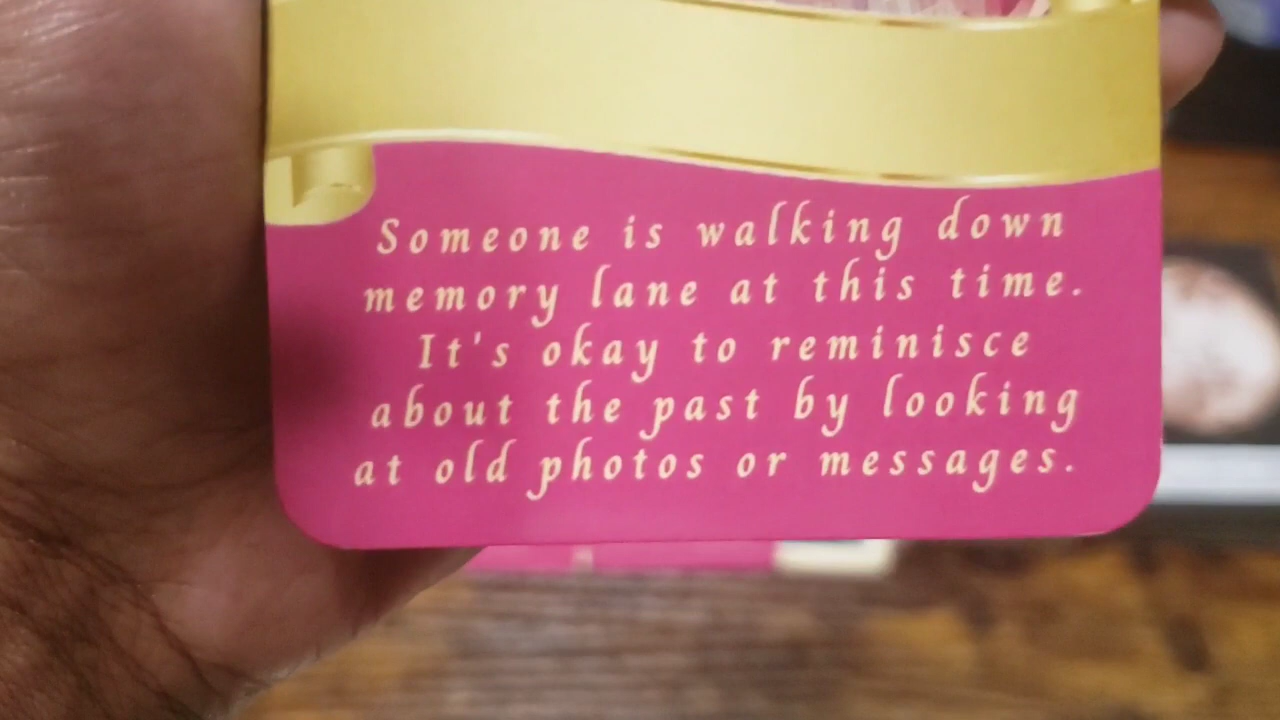 Someone is walking down
memory lane at this time.
It's okay to reminisce
about the past by looking
at old photos or messages.